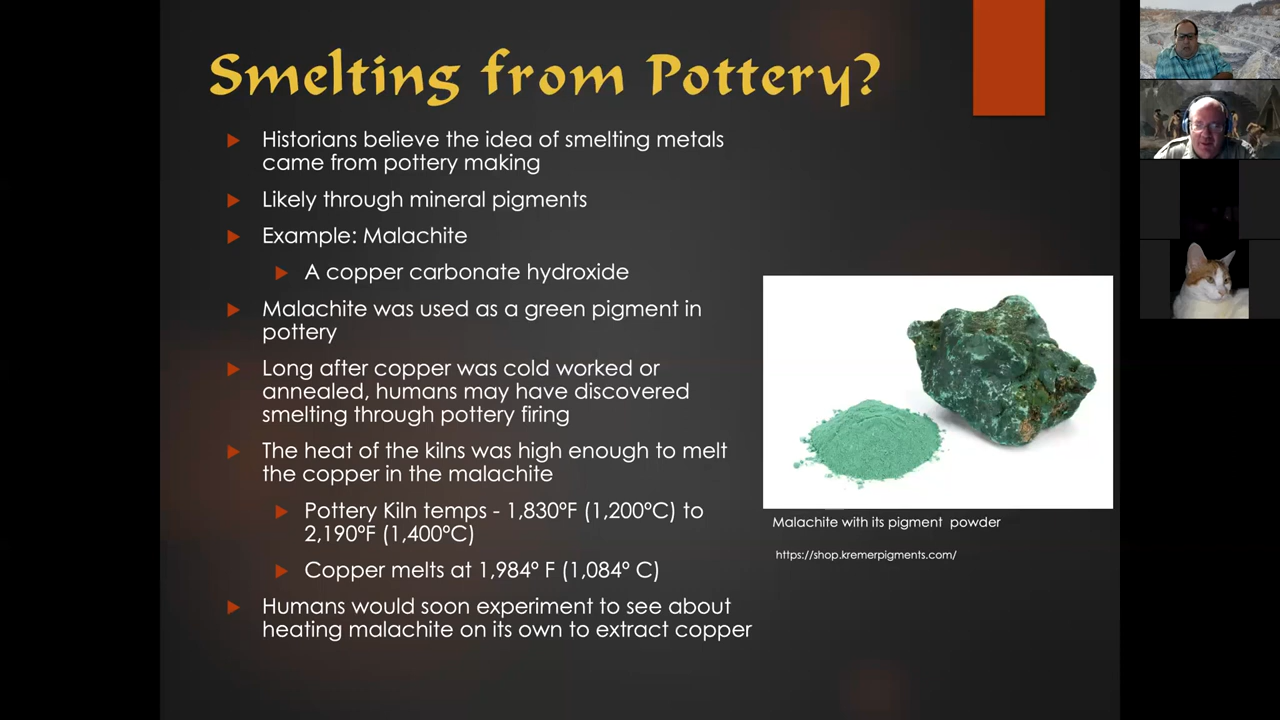 Smelting from Pottery?
Historians believe the idea of smelting metals
came from pottery making
Likely through mineral pigments
Example: Malachite
A copper carbonate hydroxide
Malachite was used as a green pigment in
pottery
Long after copper was cold worked or
annealed, humans may have discovered
smelting through pottery firing
The heat of the kilns was high enough to melt
the copper in the malachite
Pottery Kiln temps - 1,830ºF (1,200ºC) to
2,190ºF (1,400ºC)
Copper melts at 1,984º F (1,084º C)
Humans would soon experiment to see about
heating malachite on its own to extract copper
Malachite with its pigment powder
https://shop.kremerpigments.com/